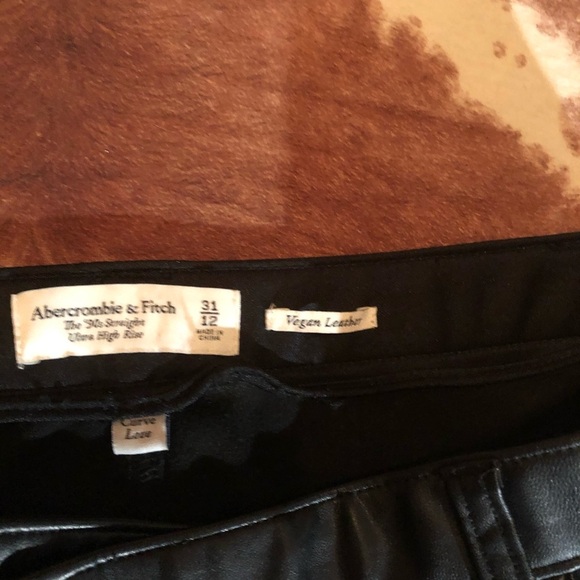 Abercrombie & Fitch
The '90s Straight
Ultra High Rise
31
12
MADE IN
CHINA
Vegan Leather
Curve
Love